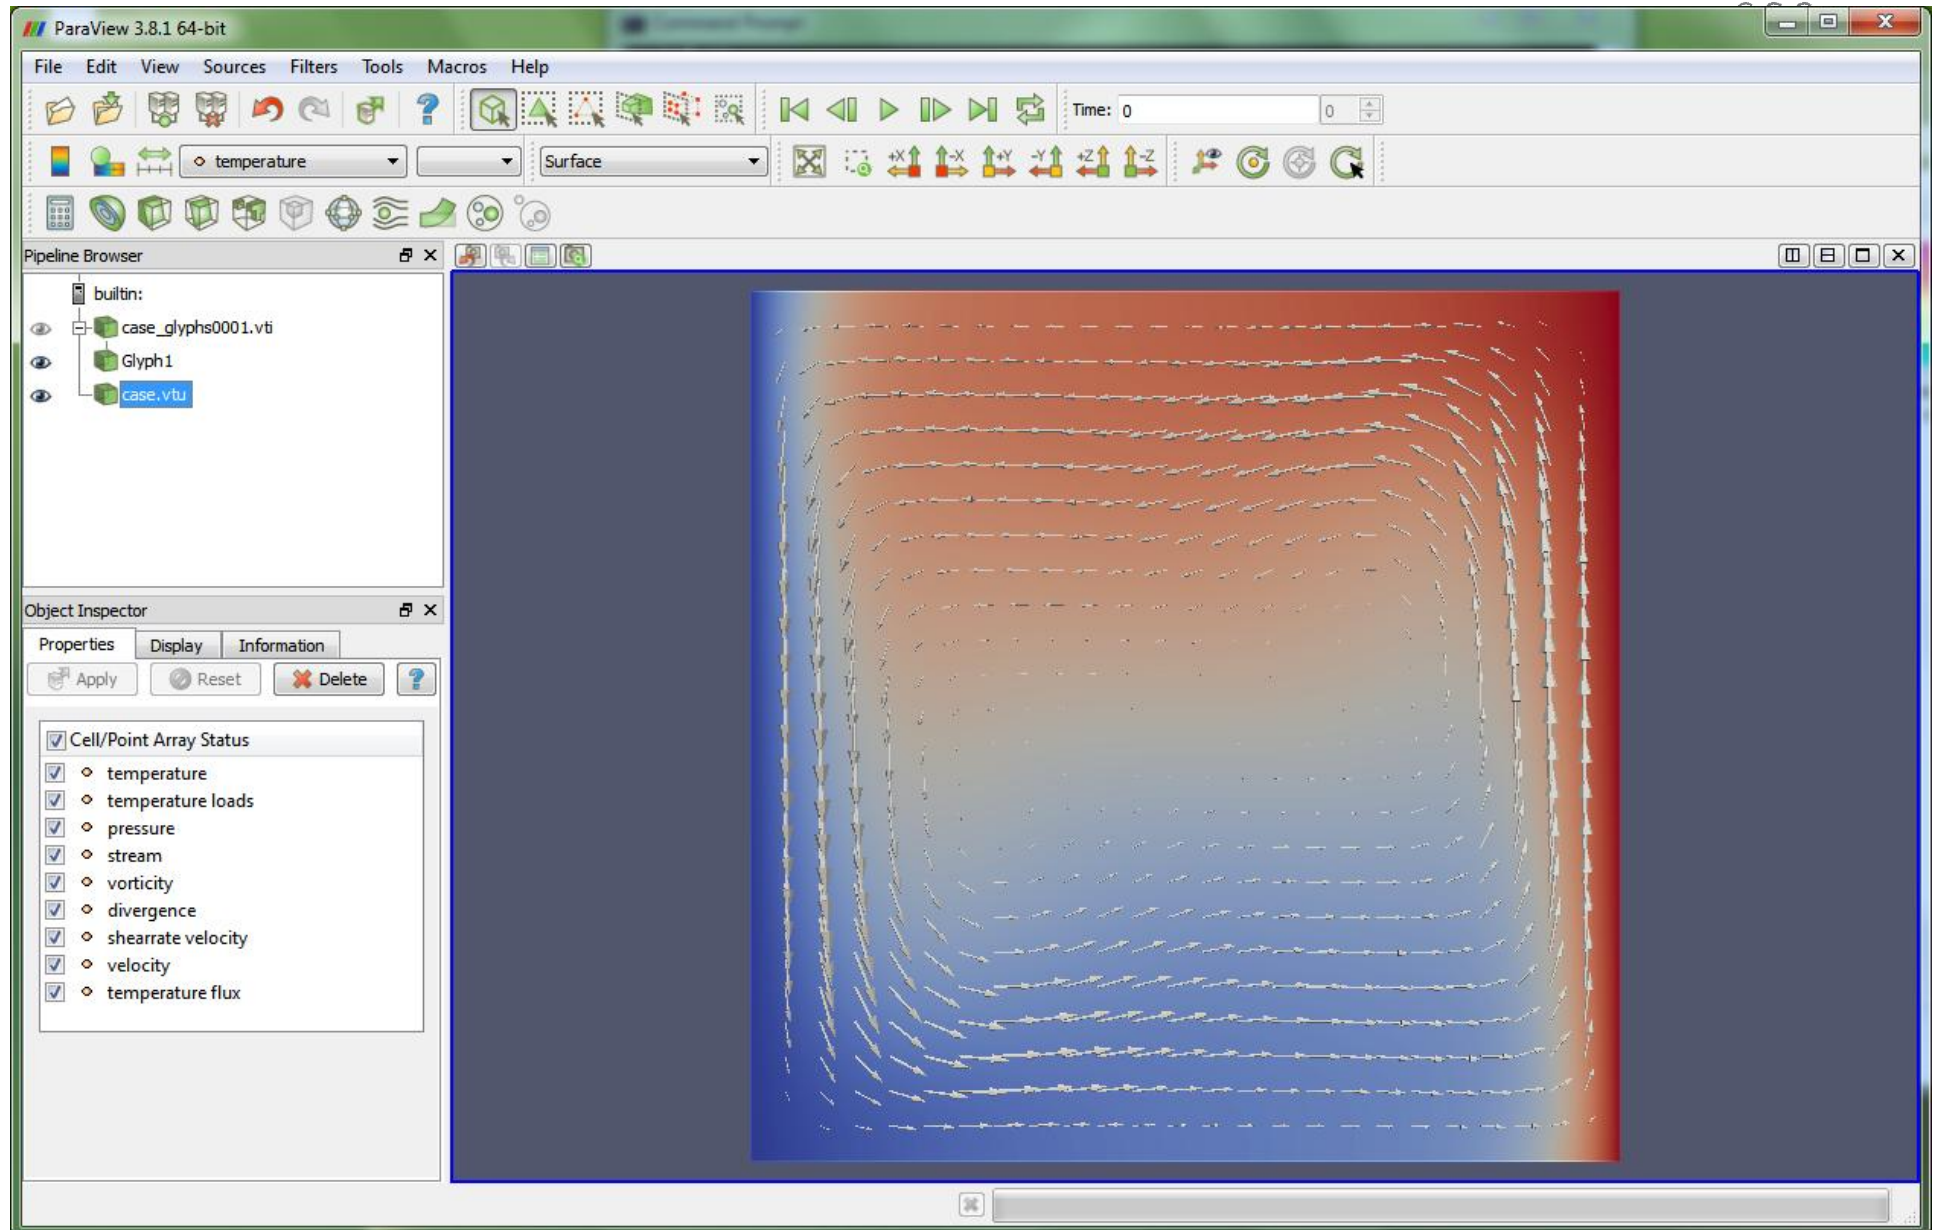 Command Prompt
ParaView 3.8.1 64-bit
File Edit View Sources Filters Tools Macros Help
Time: 0 0
temperature Surface +X -X +Y -Y +Z -Z
Pipeline Browser
builtin:
case_glyphs0001.vti
Glyph1
case.vtu
Object Inspector
Properties Display Information
Apply Reset Delete ?
Cell/Point Array Status
temperature
temperature loads
pressure
stream
vorticity
divergence
shearrate velocity
velocity
temperature flux